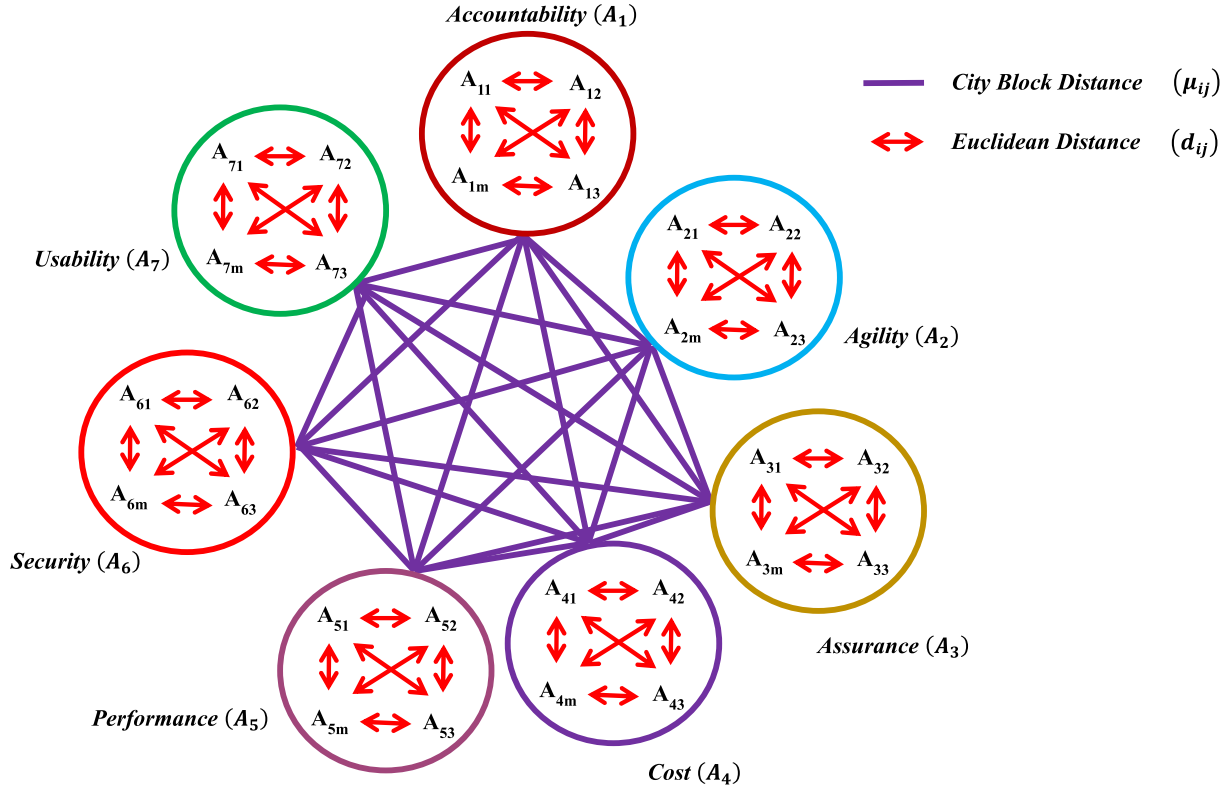 Accountability (A₁)
A₁₁ A₁₂
A₁ₘ A₁₃
City Block Distance (μᵢⱼ)
Euclidean Distance (dᵢⱼ)
A₇₁ A₇₂
A₇ₘ A₇₃
Usability (A₇)
A₂₁ A₂₂
A₂ₘ A₂₃
Agility (A₂)
A₆₁ A₆₂
A₆ₘ A₆₃
Security (A₆)
A₃₁ A₃₂
A₃ₘ A₃₃
Assurance (A₃)
A₅₁ A₅₂
A₅ₘ A₅₃
Performance (A₅)
A₄₁ A₄₂
A₄ₘ A₄₃
Cost (A₄)